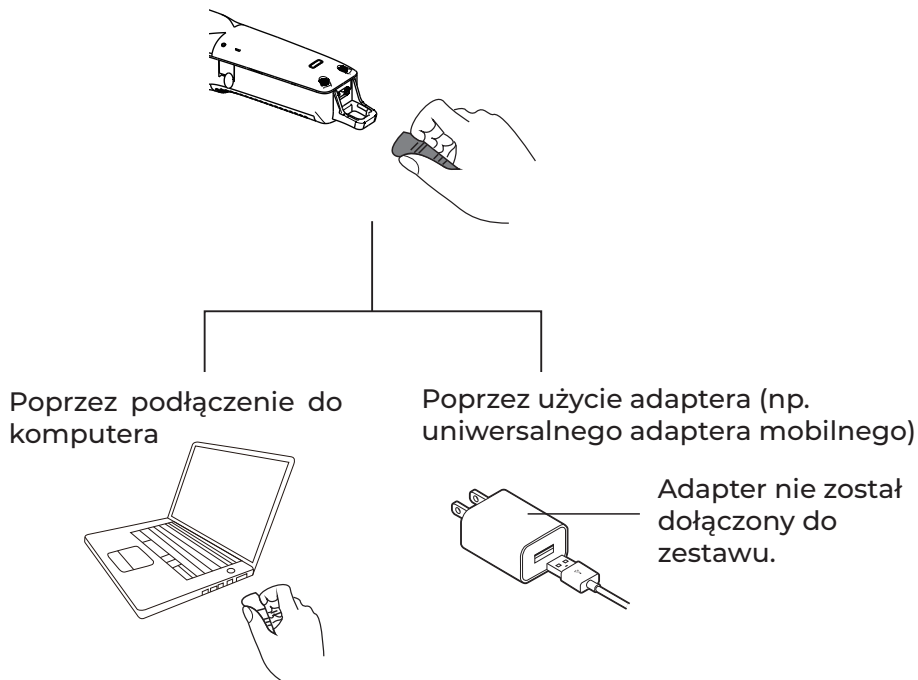 Poprzez podłączenie do
komputera
Poprzez użycie adaptera (np.
uniwersalnego adaptera mobilnego)
Adapter nie został
dołączony do
zestawu.